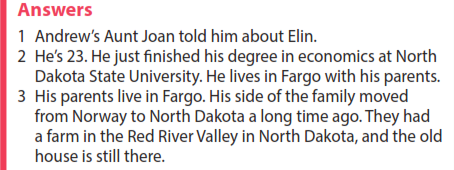 Answers
1 Andrew's Aunt Joan told him about Elin.
2 He's 23. He just finished his degree in economics at North
Dakota State University. He lives in Fargo with his parents.
3 His parents live in Fargo. His side of the family moved
from Norway to North Dakota a long time ago. They had
a farm in the Red River Valley in North Dakota, and the old
house is still there.